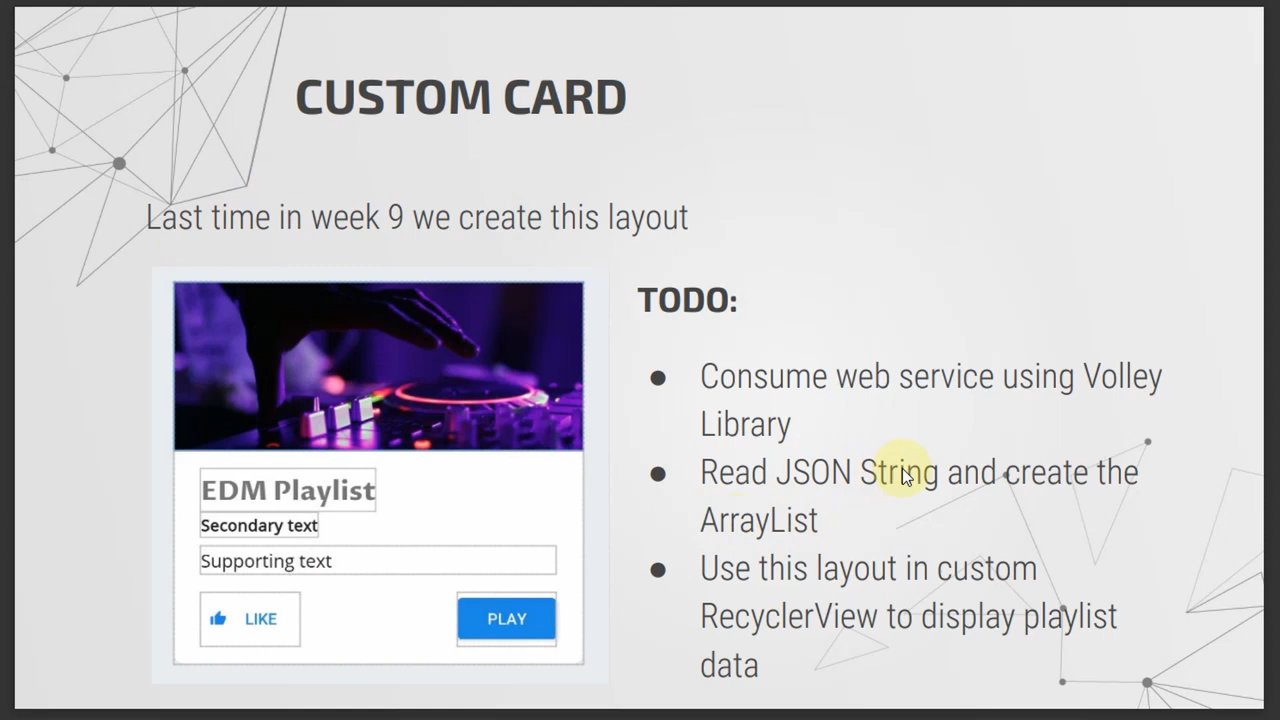 CUSTOM CARD
Last time in week 9 we create this layout
EDM Playlist
Secondary text
Supporting text
LIKE
PLAY
TODO:
● Consume web service using Volley
Library
● Read JSON String and create the
ArrayList
● Use this layout in custom
RecyclerView to display playlist
data